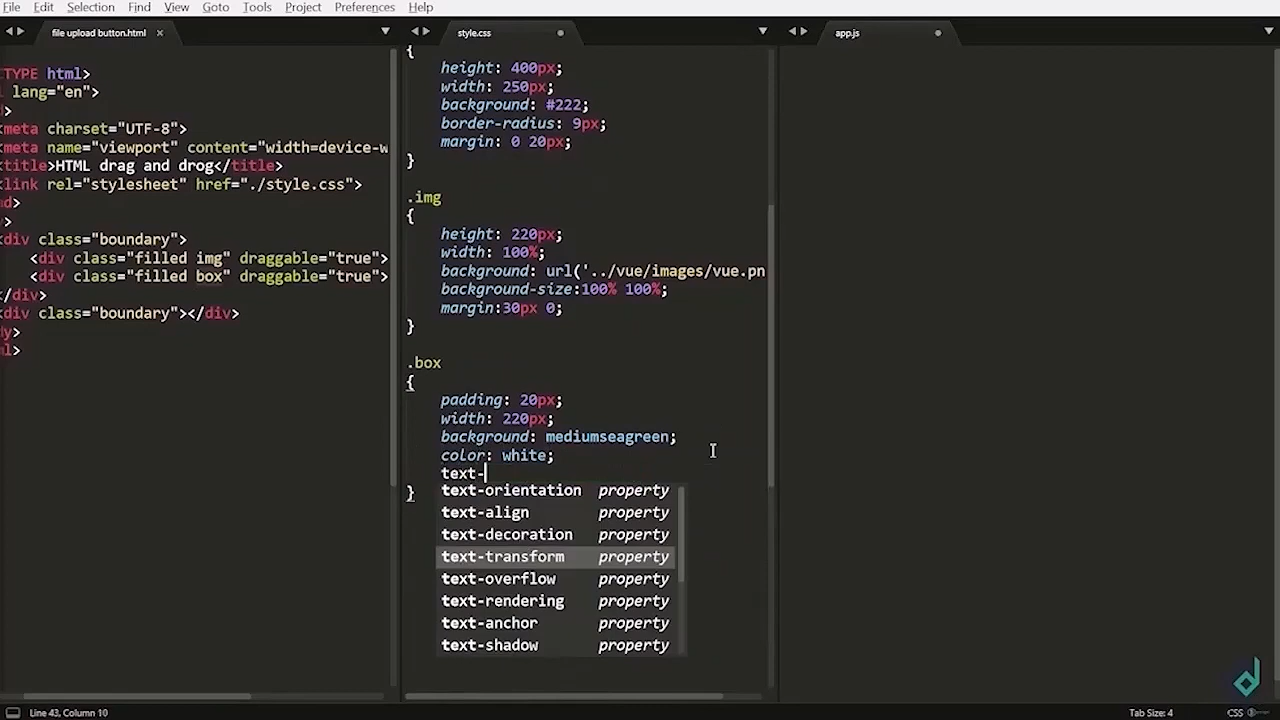 File Edit Selection Find View Goto Tools Project Preferences Help
file upload button.html ×
TYPE html>
lang="en">
>
<meta charset="UTF-8">
<meta name="viewport" content="width=device-w
<title>HTML drag and drog</title>
<link rel="stylesheet" href="./style.css">
d>
>
<div class="boundary">
<div class="filled img" draggable="true">
<div class="filled box" draggable="true">
</div>
<div class="boundary"></div>
dy>
ml>
style.css
{
height: 400px;
width: 250px;
background: #222;
border-radius: 9px;
margin: 0 20px;
}
.img
{
height: 220px;
width: 100%;
background: url('../vue/images/vue.pn
background-size:100% 100%;
margin:30px 0;
}
.box
{
padding: 20px;
width: 220px;
background: mediumseagreen;
color: white;
text-
}
text-orientation property
text-align property
text-decoration property
text-transform property
text-overflow property
text-rendering property
text-anchor property
text-shadow property
app.js
Line 43, Column 10
Tab Size: 4
CSS